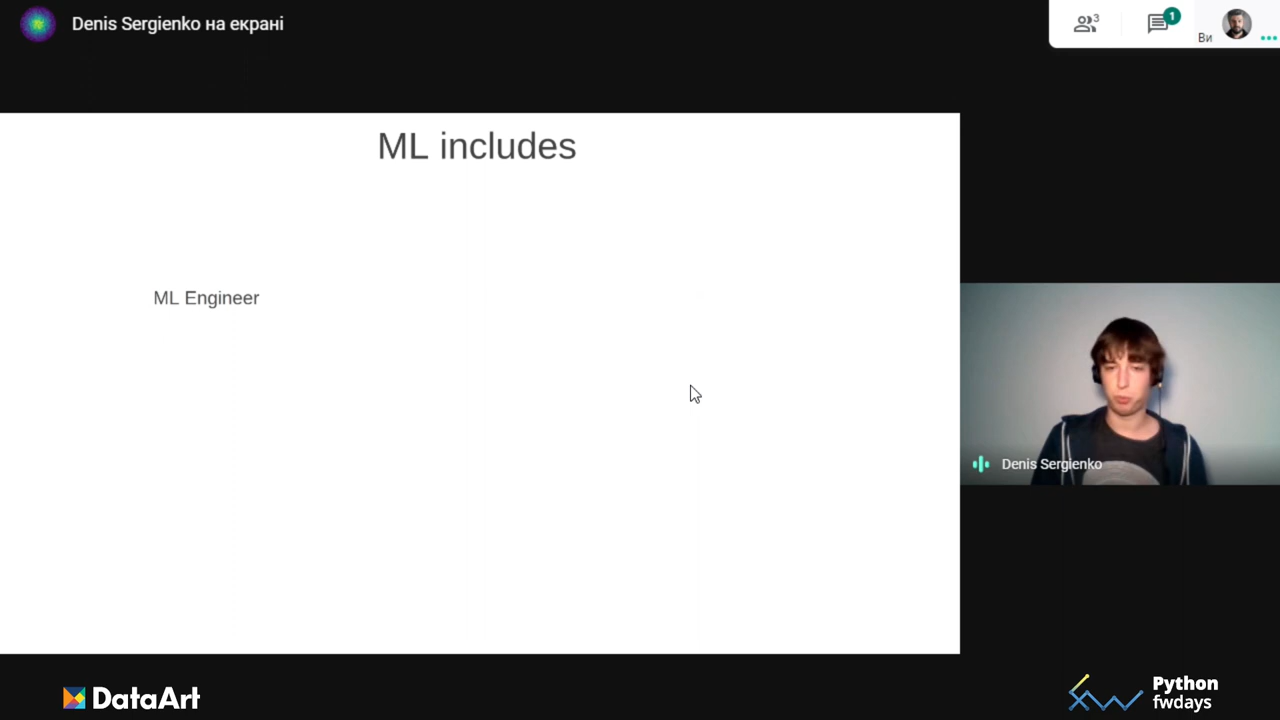 Denis Sergienko на екрані
3
1
Ви
ML includes
ML Engineer
Denis Sergienko
DataArt
Python
fwdays